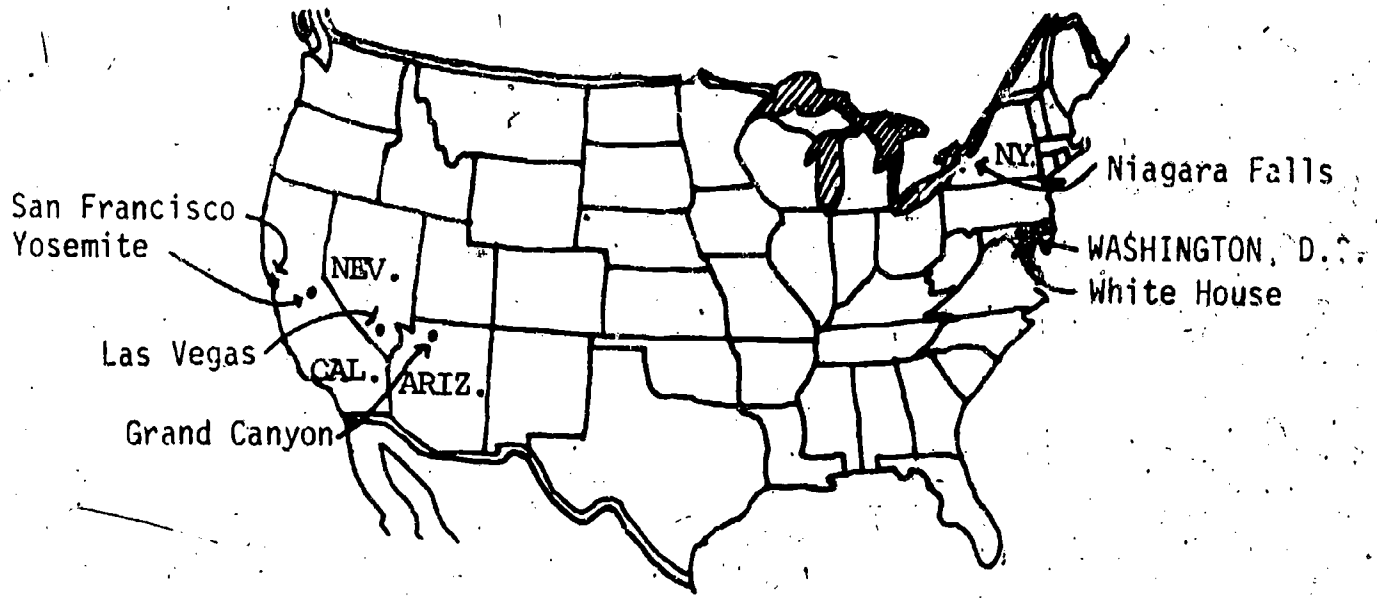 San Francisco
Yosemite
Las Vegas
Grand Canyon
NEV.
CAL.
ARIZ.
NY.
Niagara Falls
WASHINGTON, D.C.
White House